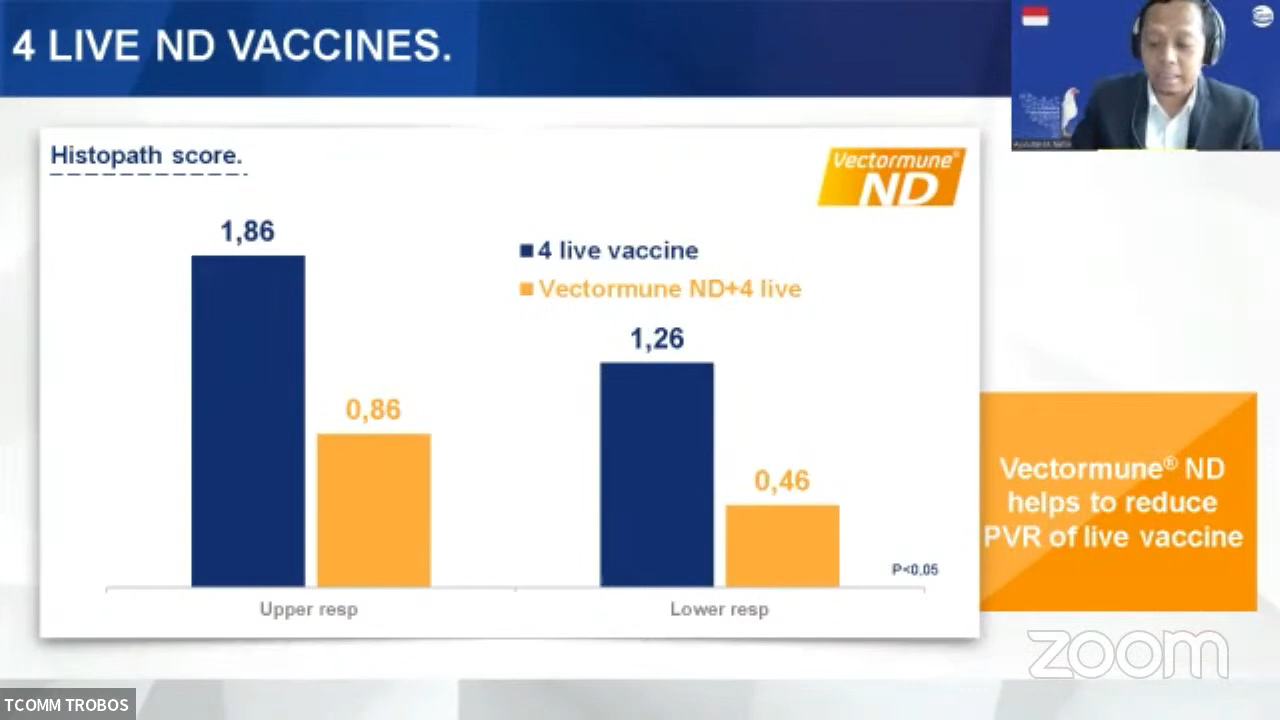 4 LIVE ND VACCINES.
Histopath score.
Vectormune®
ND
1,86
4 live vaccine
Vectormune ND+4 live
1,26
0,86
0,46
P<0,05
Upper resp
Lower resp
Vectormune® ND
helps to reduce
PVR of live vaccine
zoom
TCOMM TROBOS